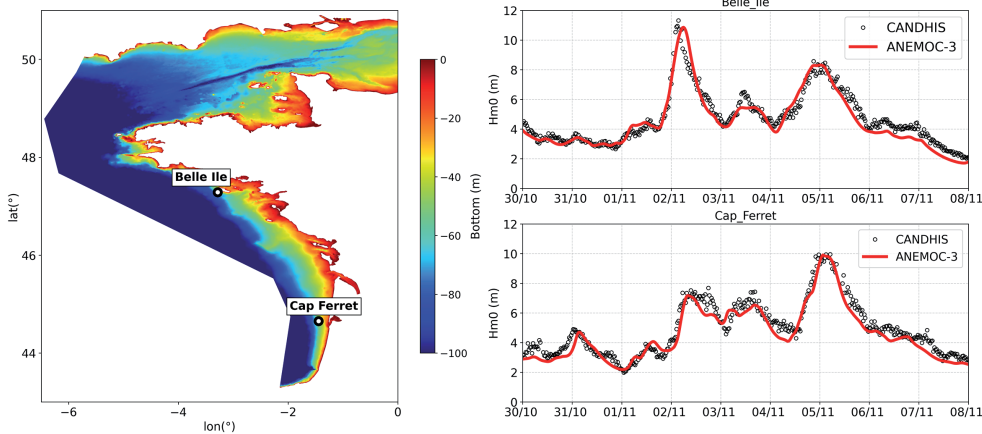 50
48
46
44
lat(°)
−6
−4
−2
0
lon(°)
Belle Ile
Cap Ferret
0
−20
−40
−60
−80
−100
Bottom (m)
Belle_Ile
CANDHIS
ANEMOC-3
Hm0 (m)
12
10
8
6
4
2
0
30/10 31/10 01/11 02/11 03/11 04/11 05/11 06/11 07/11 08/11
Cap_Ferret
CANDHIS
ANEMOC-3
Hm0 (m)
12
10
8
6
4
2
0
30/10 31/10 01/11 02/11 03/11 04/11 05/11 06/11 07/11 08/11